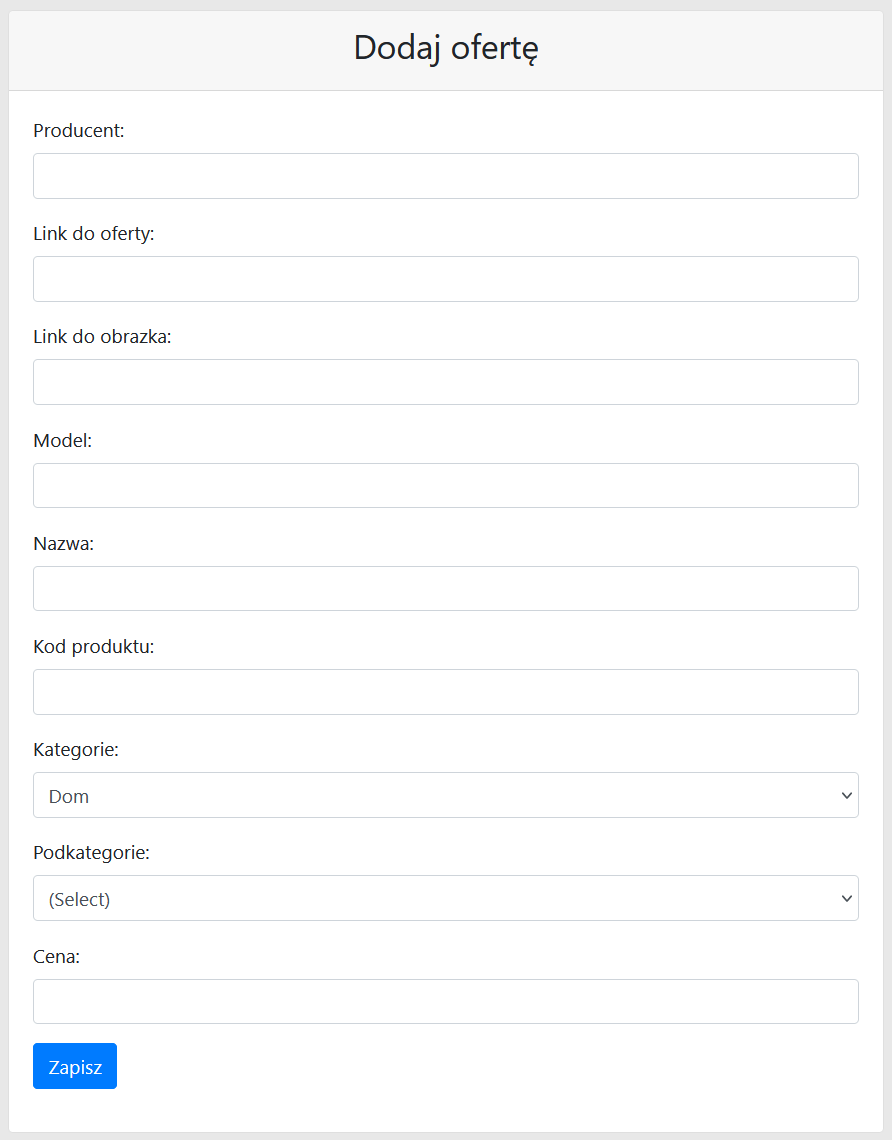 Dodaj ofertę
Producent:
Link do oferty:
Link do obrazka:
Model:
Nazwa:
Kod produktu:
Kategorie:
Dom
Podkategorie:
(Select)
Cena:
Zapisz